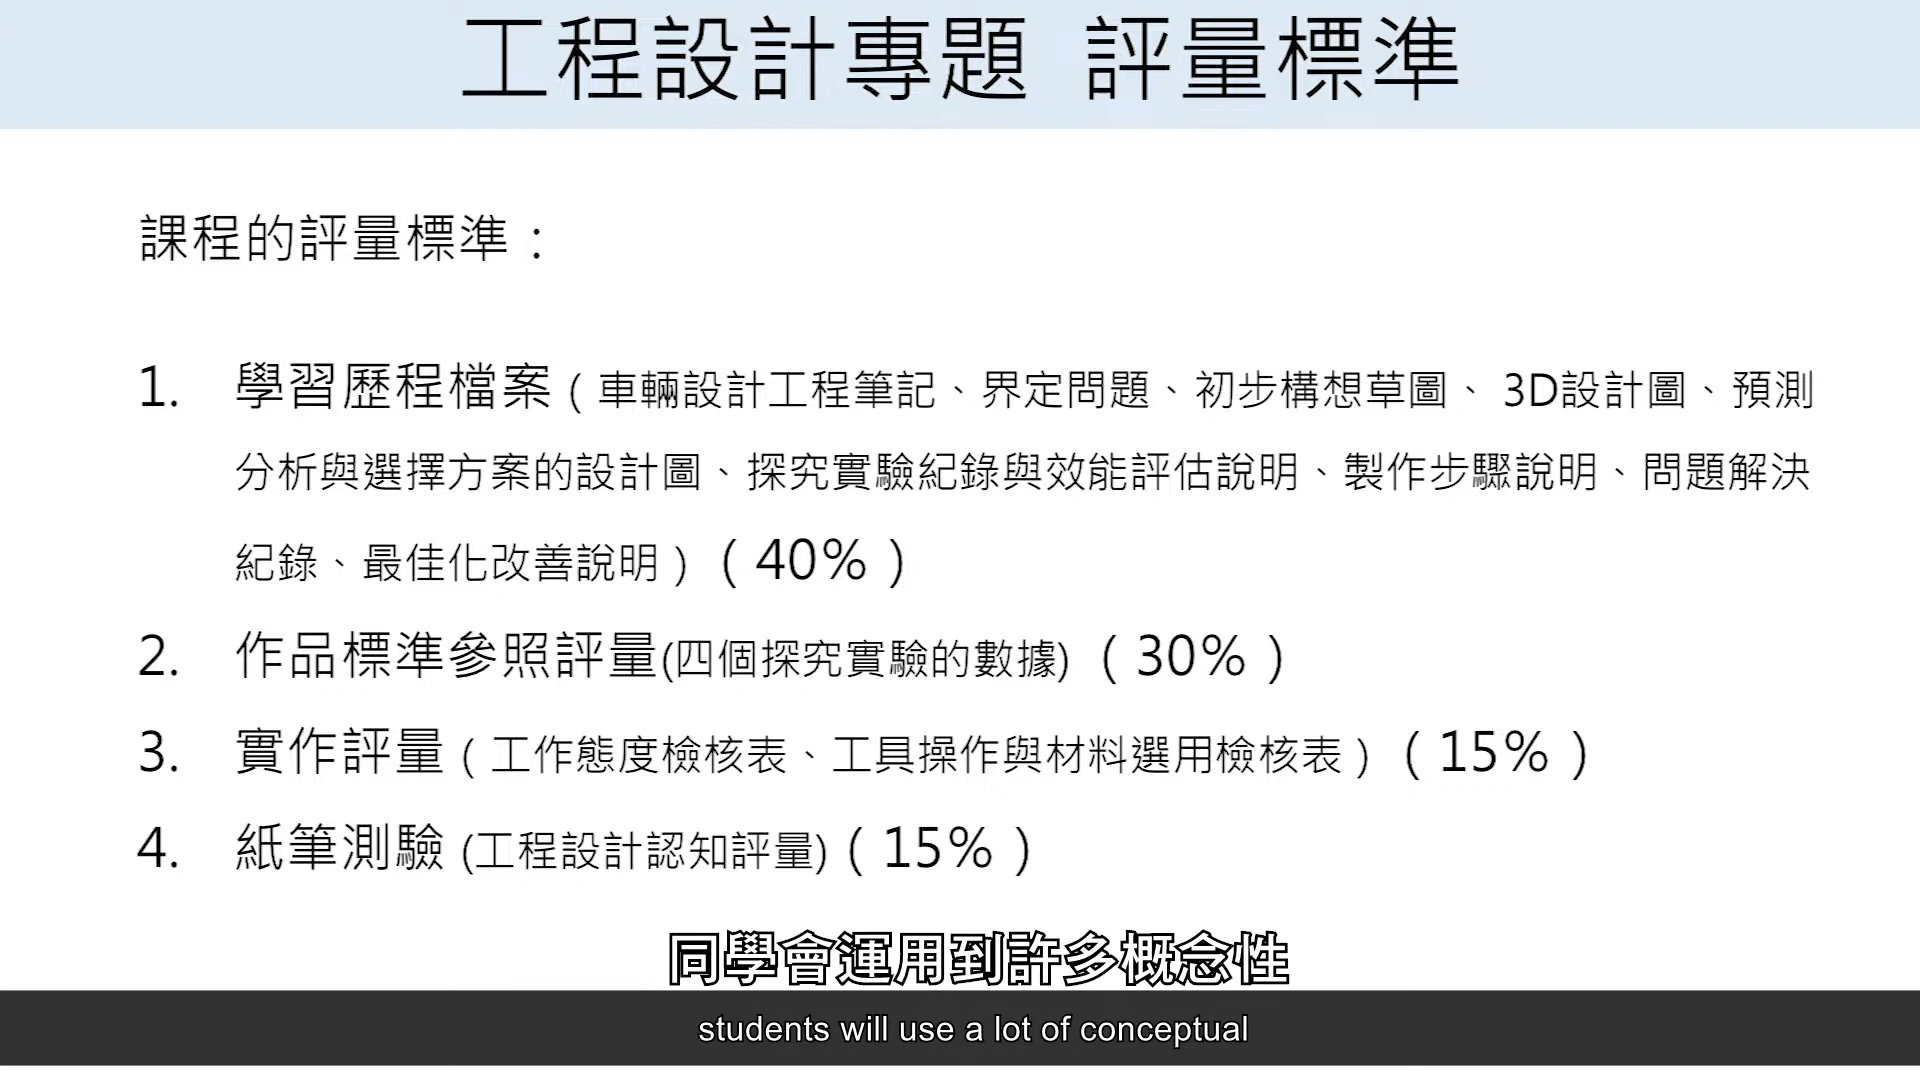 工程設計專題 評量標準
課程的評量標準：
1. 學習歷程檔案（車輛設計工程筆記、界定問題、初步構想草圖、3D設計圖、預測
分析與選擇方案的設計圖、探究實驗紀錄與效能評估說明、製作步驟說明、問題解決
紀錄、最佳化改善說明）（40%）
2. 作品標準參照評量(四個探究實驗的數據)（30%）
3. 實作評量（工作態度檢核表、工具操作與材料選用檢核表）（15%）
4. 紙筆測驗 (工程設計認知評量)（15%）
同學會運用到許多概念性
students will use a lot of conceptual